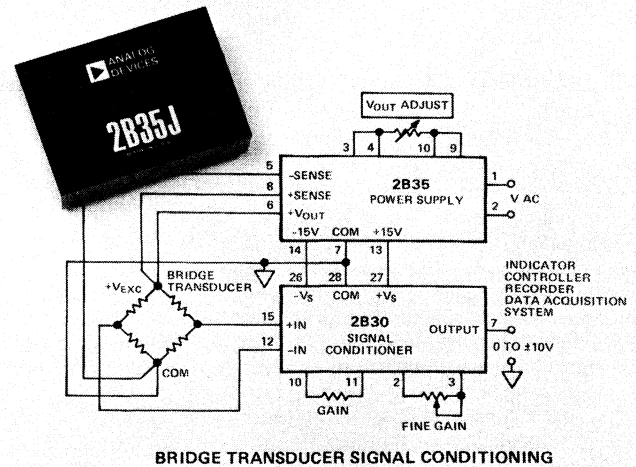 ANALOG
DEVICES
2B35J
VOUT ADJUST
3 4 10 9
5 –SENSE
8 +SENSE
6 +VOUT
2B35
POWER SUPPLY
1
V AC
2
-15V COM +15V
14 7 13
26 28 27
–VS COM +VS
BRIDGE
TRANSDUCER
+VEXC
COM
15 +IN
12 –IN
2B30
SIGNAL
CONDITIONER
OUTPUT 7
INDICATOR
CONTROLLER
RECORDER
DATA ACQUISITION
SYSTEM
0 TO ±10V
10 11 2 3
GAIN
FINE GAIN
BRIDGE TRANSDUCER SIGNAL CONDITIONING